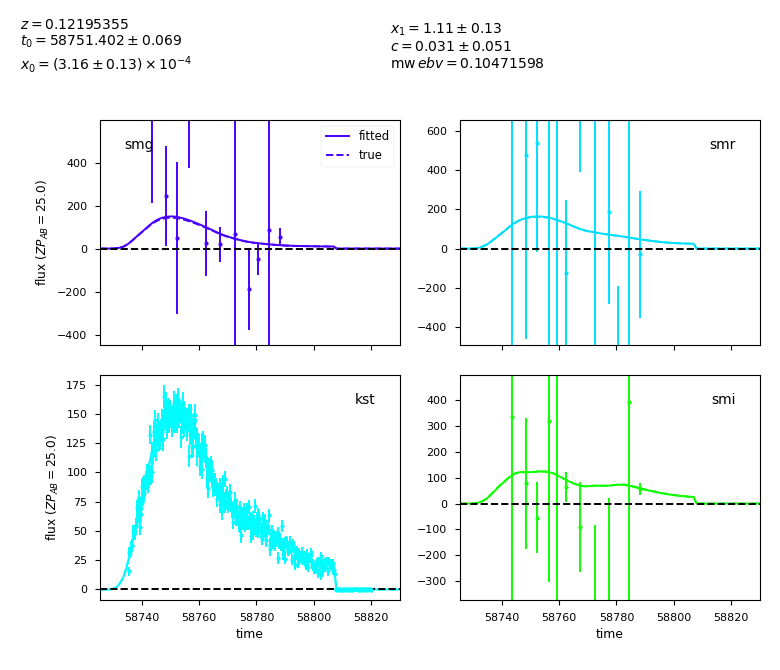 z = 0.12195355
t₀ = 58751.402 ± 0.069
x₀ = (3.16 ± 0.13) × 10⁻⁴
x₁ = 1.11 ± 0.13
c = 0.031 ± 0.051
mw ebv = 0.10471598
smg
fitted
true
smr
flux (ZP_AB = 25.0)
400
200
0
−200
−400
600
400
200
0
−200
−400
kst
smi
flux (ZP_AB = 25.0)
175
150
125
100
75
50
25
0
400
300
200
100
0
−100
−200
−300
58740 58760 58780 58800 58820
58740 58760 58780 58800 58820
time
time